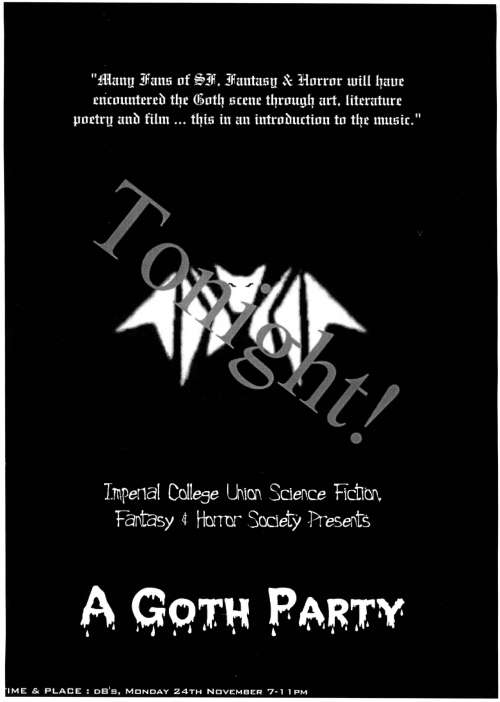 "Many Fans of SF, Fantasy & Horror will have
encountered the Goth scene through art, literature
poetry and film ... this in an introduction to the music."
Tonight!
Imperial College Union Science Fiction,
Fantasy & Horror Society Presents
A GOTH PARTY
TIME & PLACE : dB's, MONDAY 24TH NOVEMBER 7-11PM